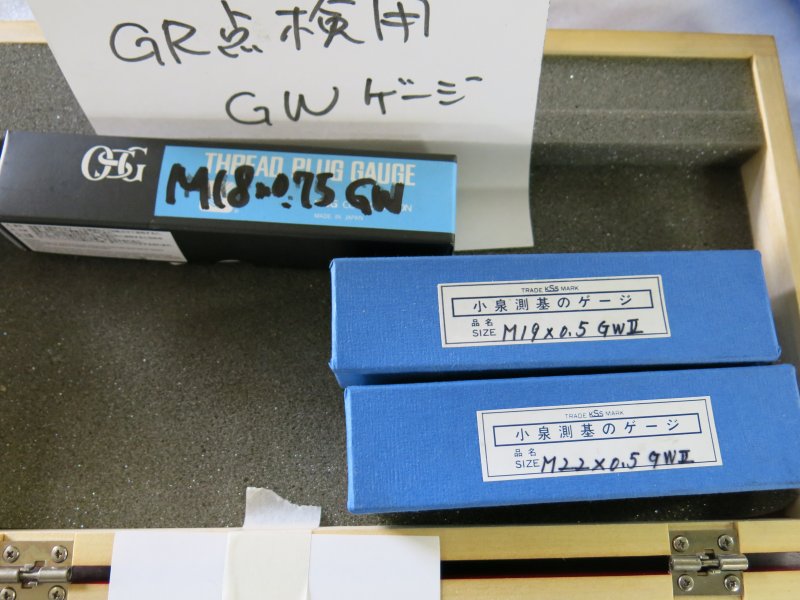 GR点検用
GWゲージ
OSG
THREAD PLUG GAUGE
M18×0.75 GW
MADE IN JAPAN
TRADE KSS MARK
小泉測基のゲージ
品名
SIZE M19×0.5 GWII
TRADE KSS MARK
小泉測基のゲージ
品名
SIZE M22×0.5 GWII